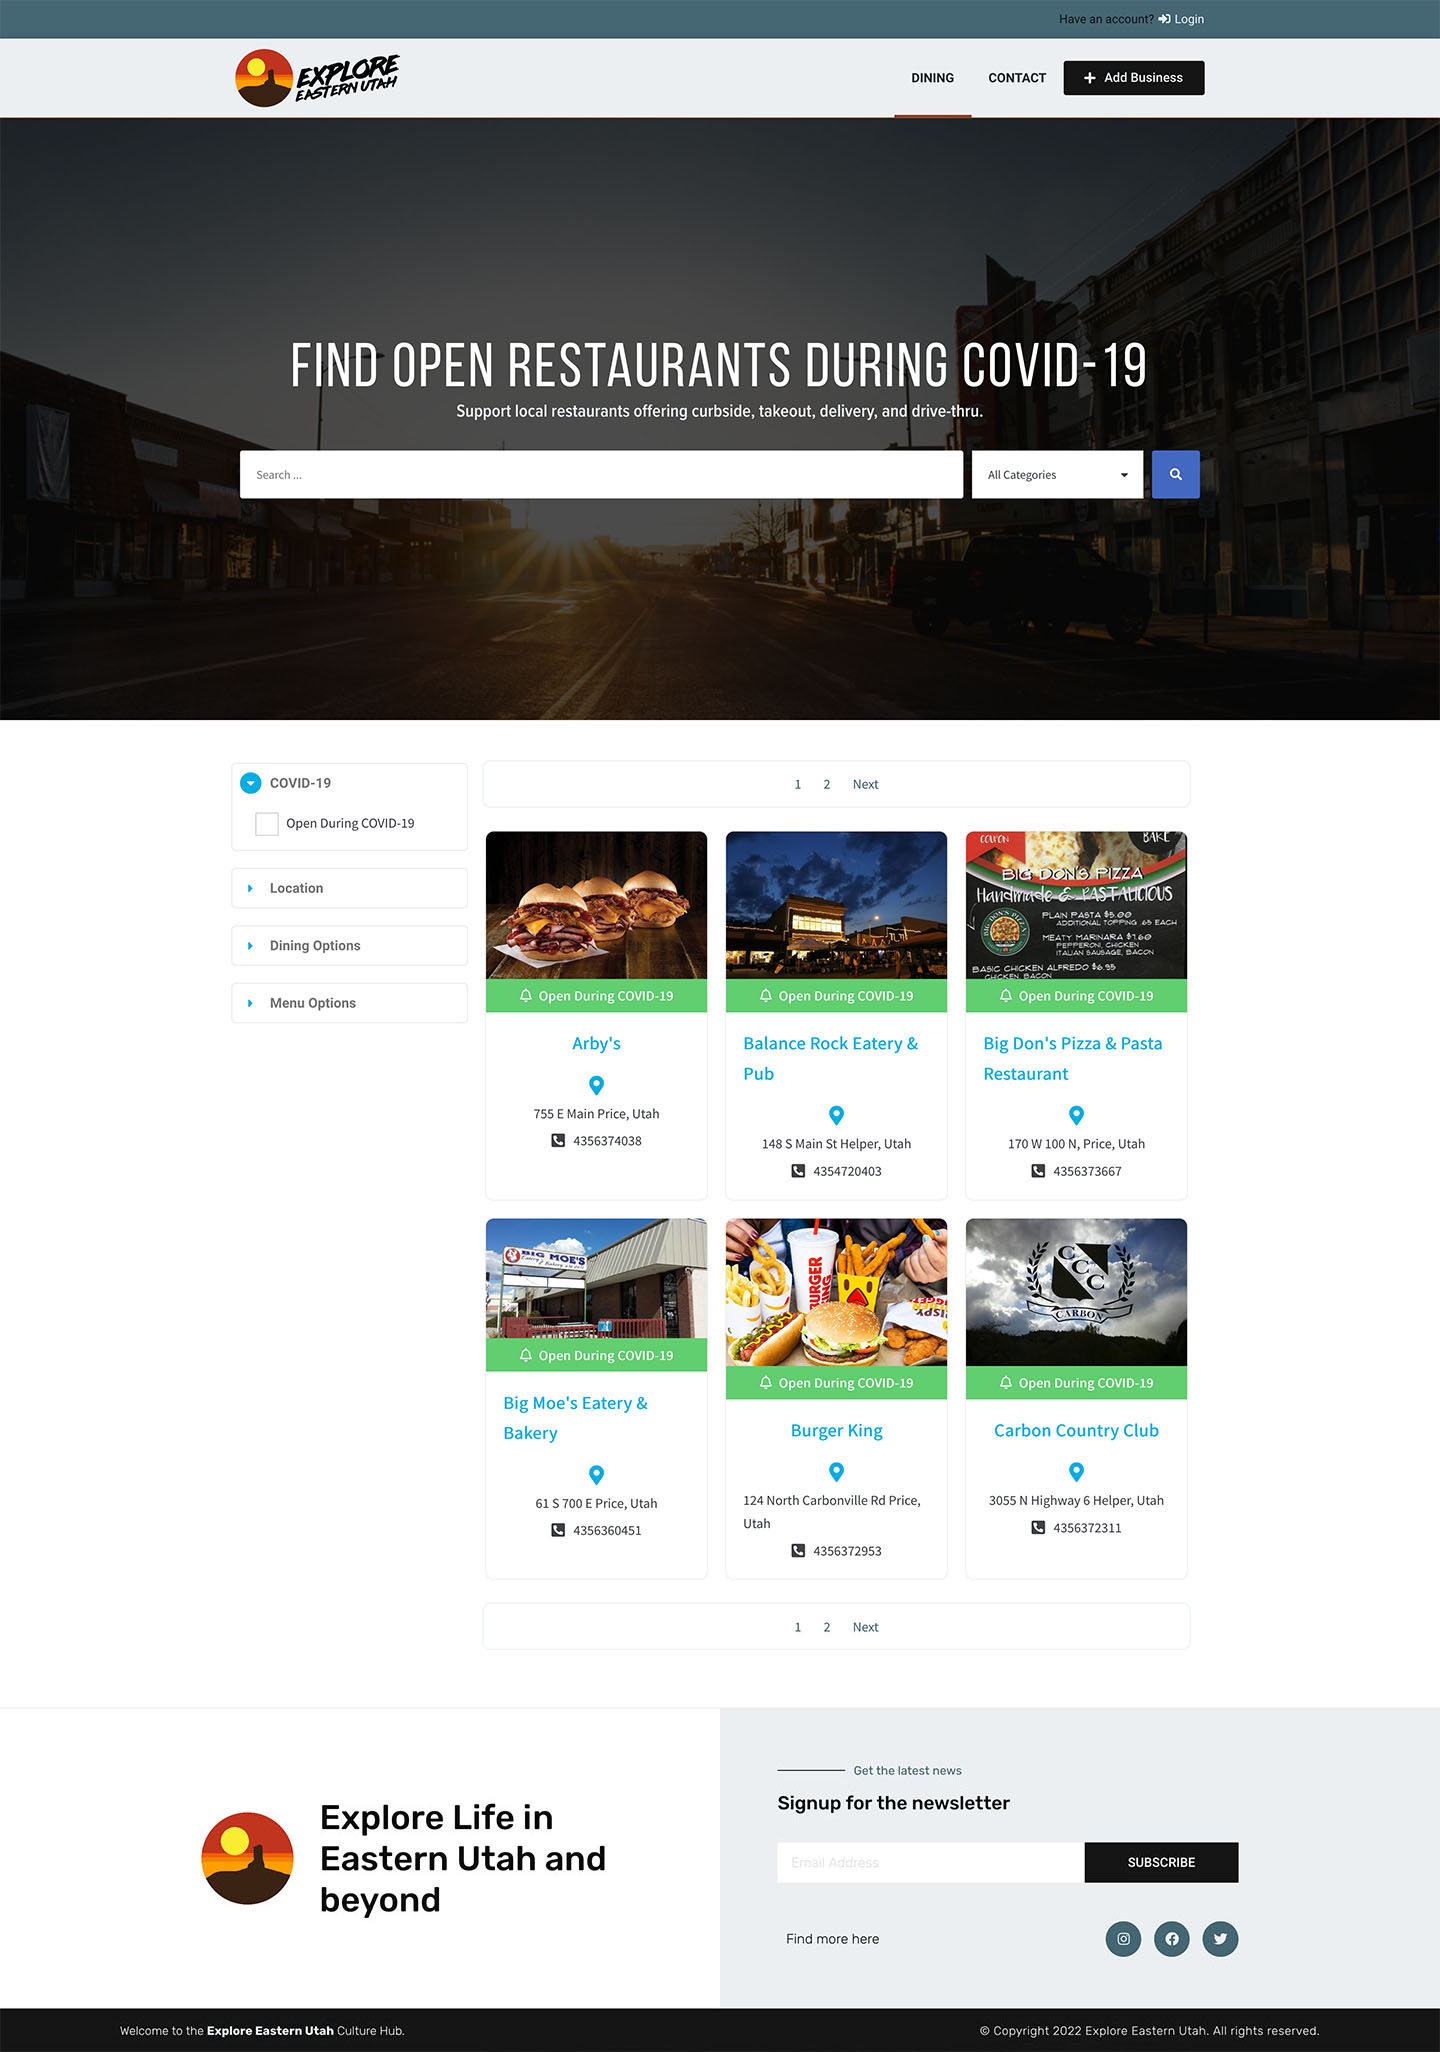 Have an account? Login
EXPLORE
EASTERN UTAH
DINING
CONTACT
Add Business
FIND OPEN RESTAURANTS DURING COVID-19
Support local restaurants offering curbside, takeout, delivery, and drive-thru.
Search ...
All Categories
COVID-19
Open During COVID-19
Location
Dining Options
Menu Options
1 2 Next
Open During COVID-19
Arby's
755 E Main Price, Utah
4356374038
Open During COVID-19
Balance Rock Eatery &
Pub
148 S Main St Helper, Utah
4354720403
COUPON
BAKE
BIG DON'S PIZZA
Handmade & PASTALICIOUS
PLAIN PASTA $5.00
ADDITIONAL TOPPING .65 EACH
MEATY MARINARA $7.60
PEPPERONI, CHICKEN
ITALIAN SAUSAGE, BACON
BASIC CHICKEN ALFREDO $6.95
CHICKEN, BACON
Open During COVID-19
Big Don's Pizza & Pasta
Restaurant
170 W 100 N, Price, Utah
4356373667
BIG MOE'S
Open During COVID-19
Big Moe's Eatery &
Bakery
61 S 700 E Price, Utah
4356360451
BURGER
KING
Open During COVID-19
Burger King
124 North Carbonville Rd Price,
Utah
4356372953
C
C
C
CARBON
Open During COVID-19
Carbon Country Club
3055 N Highway 6 Helper, Utah
4356372311
1 2 Next
Explore Life in
Eastern Utah and
beyond
Get the latest news
Signup for the newsletter
Email Address
SUBSCRIBE
Find more here
Welcome to the Explore Eastern Utah Culture Hub.
© Copyright 2022 Explore Eastern Utah. All rights reserved.